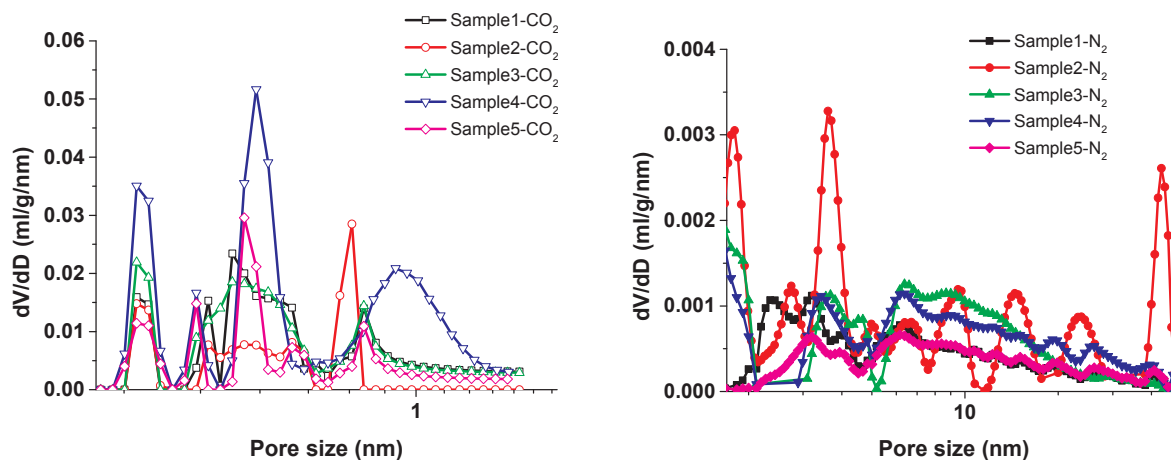 Sample1-CO₂
Sample2-CO₂
Sample3-CO₂
Sample4-CO₂
Sample5-CO₂
0.06
0.05
0.04
0.03
0.02
0.01
0.00
dV/dD (ml/g/nm)
1
Pore size (nm)
Sample1-N₂
Sample2-N₂
Sample3-N₂
Sample4-N₂
Sample5-N₂
0.004
0.003
0.002
0.001
0.000
dV/dD (ml/g/nm)
10
Pore size (nm)